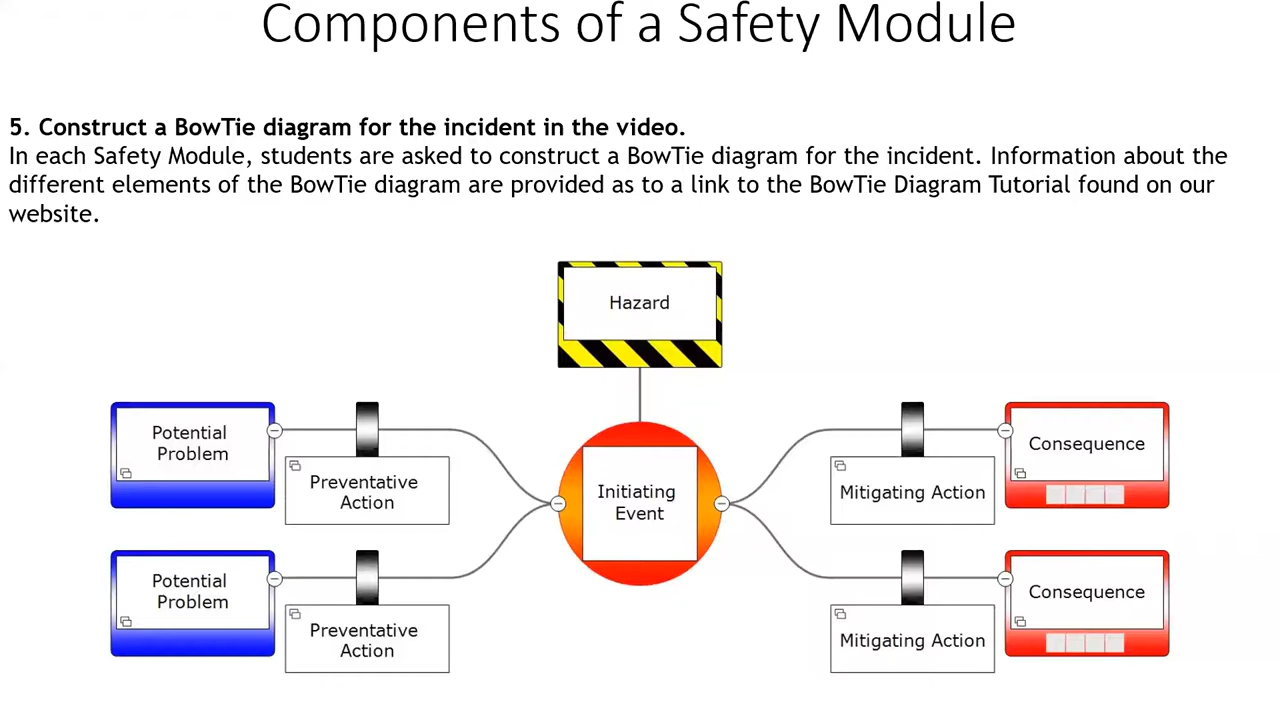 Components of a Safety Module
5. Construct a BowTie diagram for the incident in the video.
In each Safety Module, students are asked to construct a BowTie diagram for the incident. Information about the
different elements of the BowTie diagram are provided as to a link to the BowTie Diagram Tutorial found on our
website.
Hazard
Potential
Problem
Preventative
Action
Initiating
Event
Mitigating Action
Consequence
Potential
Problem
Preventative
Action
Mitigating Action
Consequence